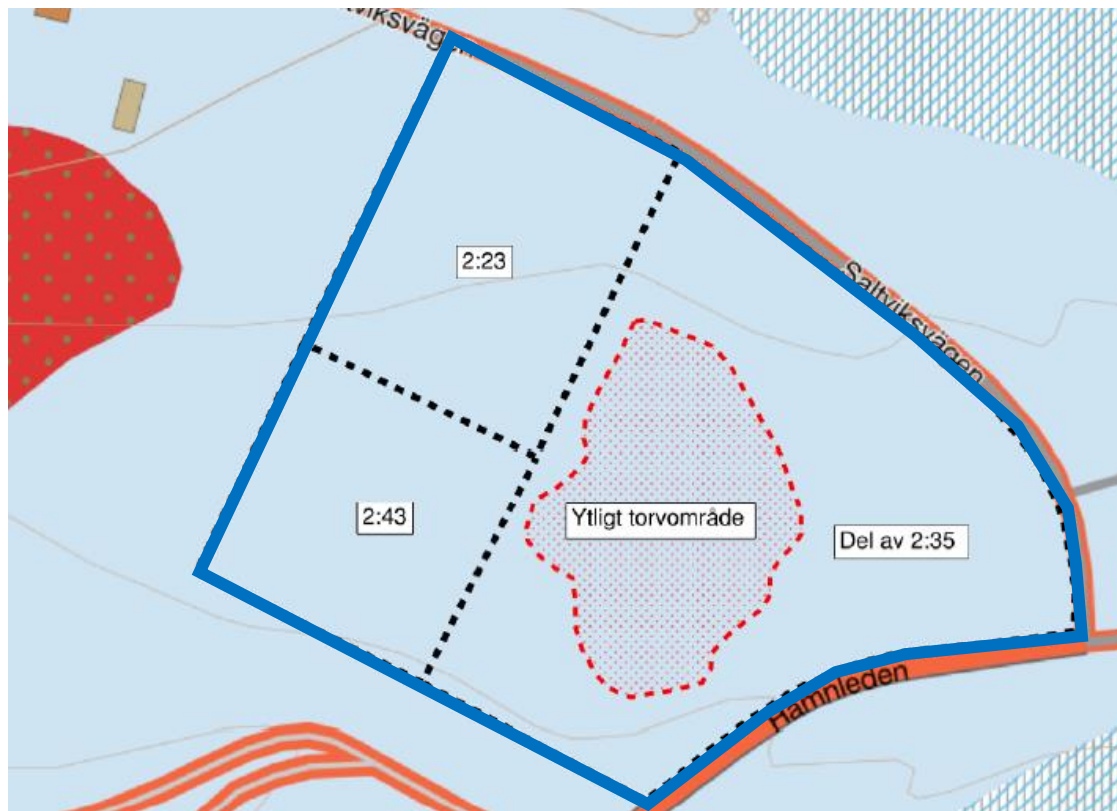 Saltviksvägen
2:23
2:43
Ytligt torvområde
Del av 2:35
Hamnleden